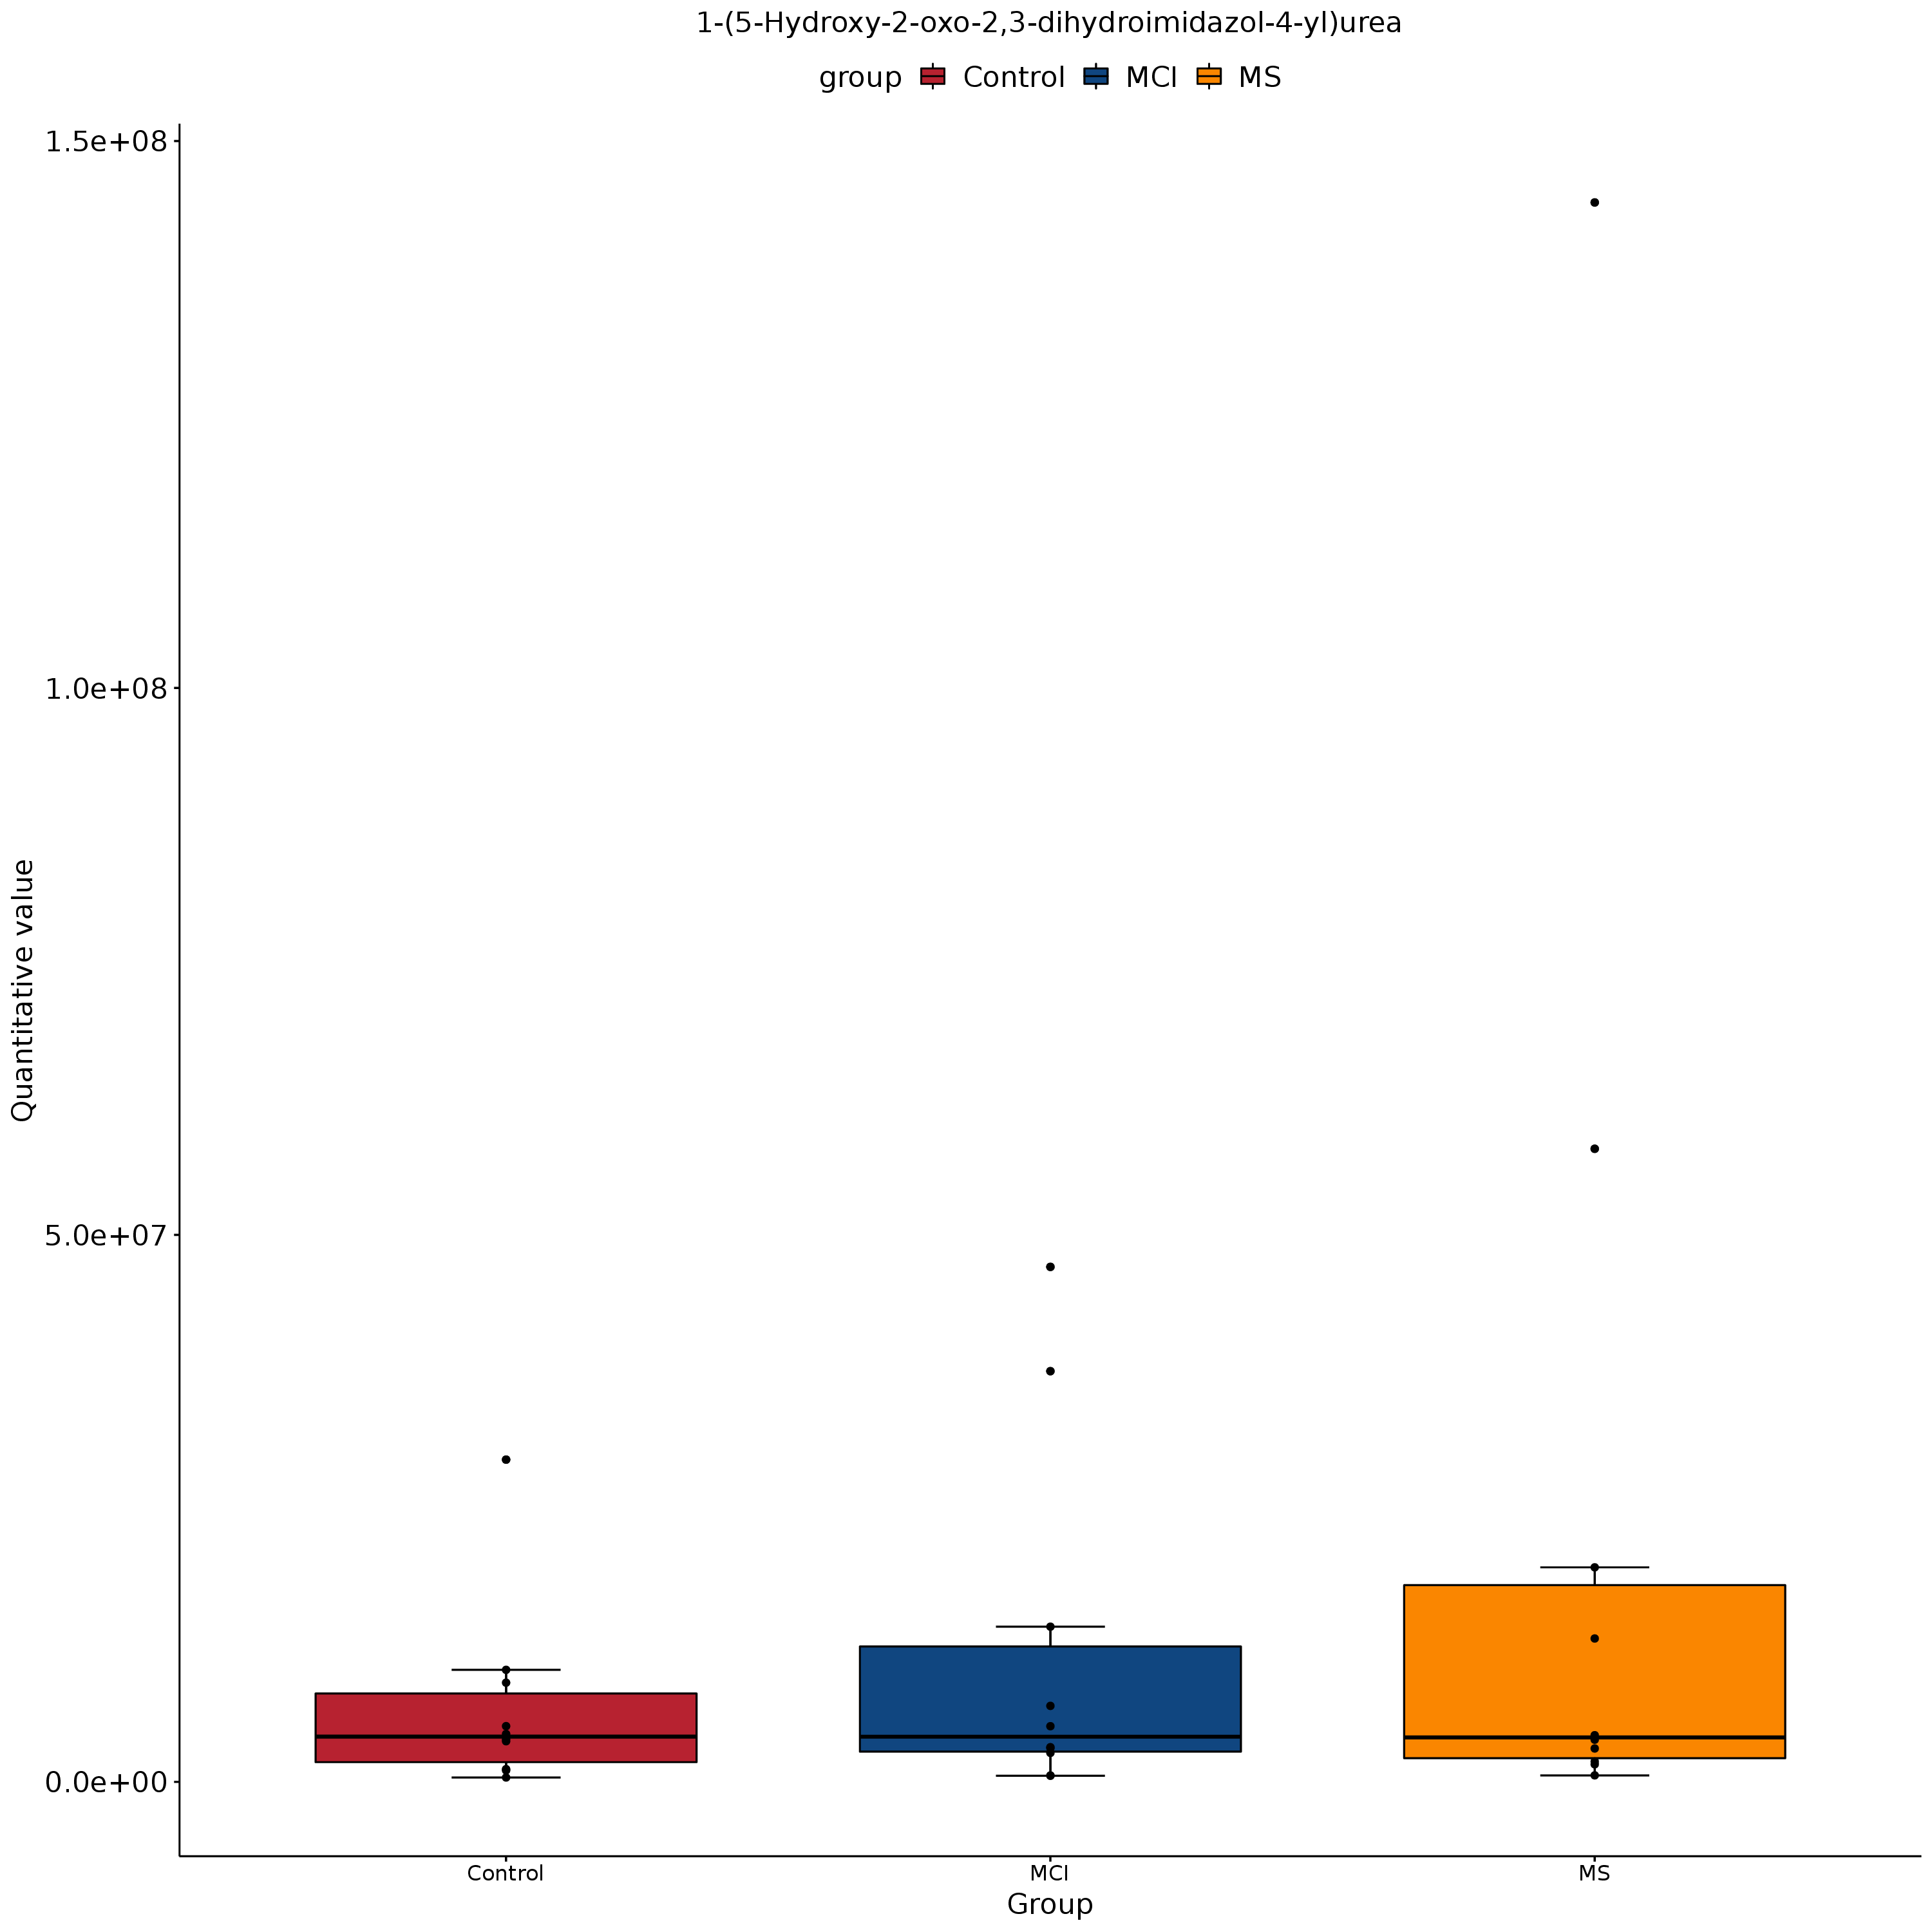 1-(5-Hydroxy-2-oxo-2,3-dihydroimidazol-4-yl)urea
group Control MCI MS
1.5e+08
1.0e+08
5.0e+07
0.0e+00
Quantitative value
Control MCI MS
Group